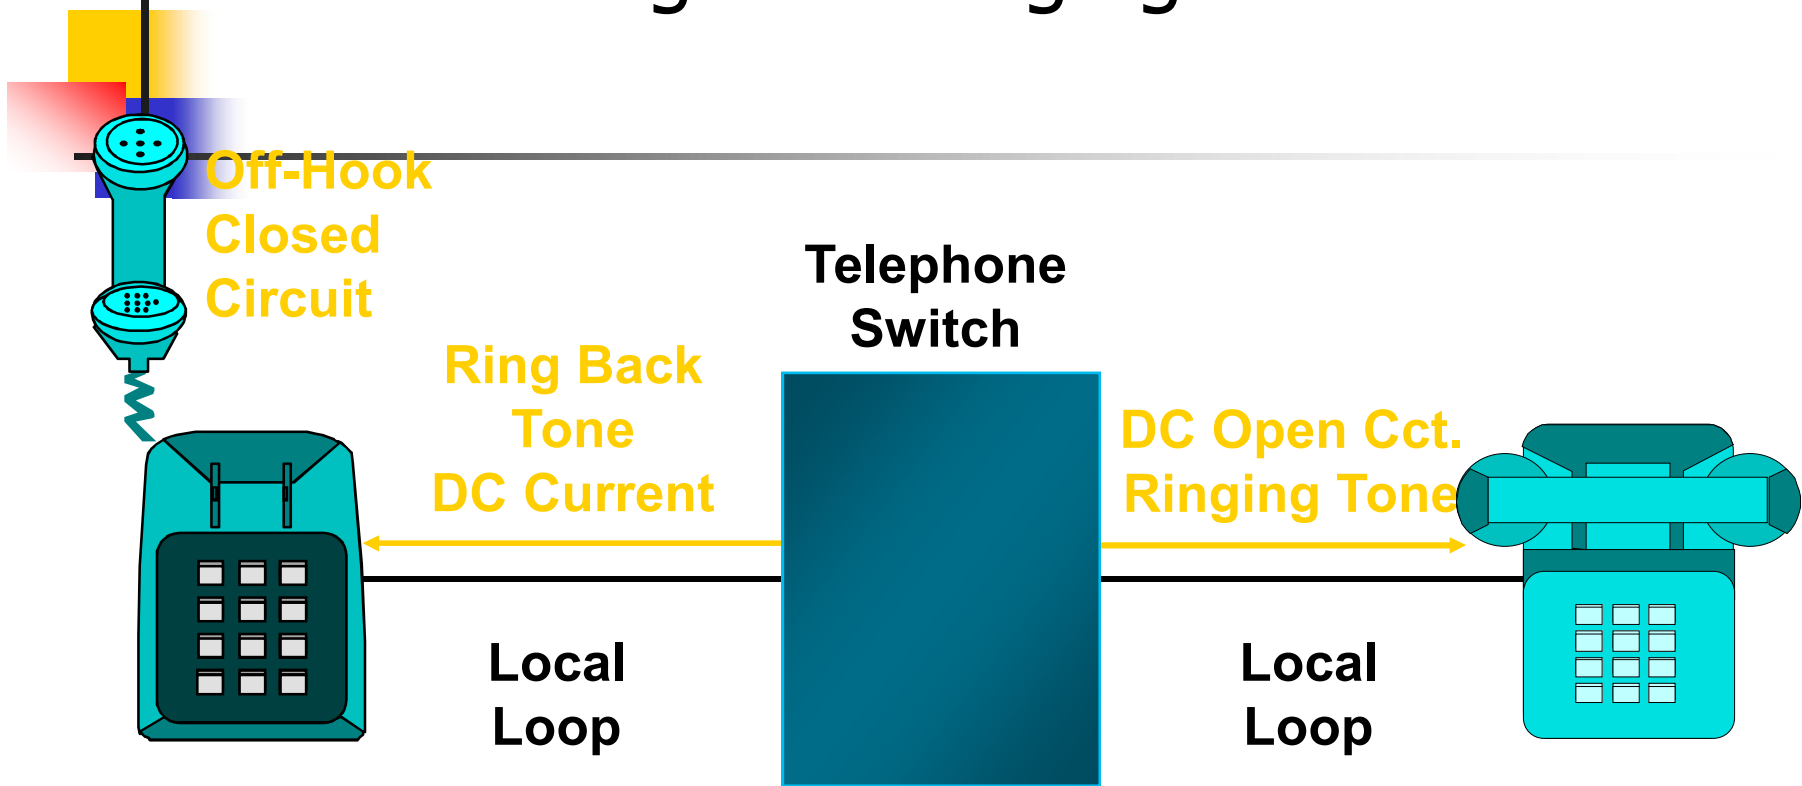 Off-Hook
Closed
Circuit
Telephone
Switch
Ring Back
Tone
DC Current
DC Open Cct.
Ringing Tone
Local
Loop
Local
Loop